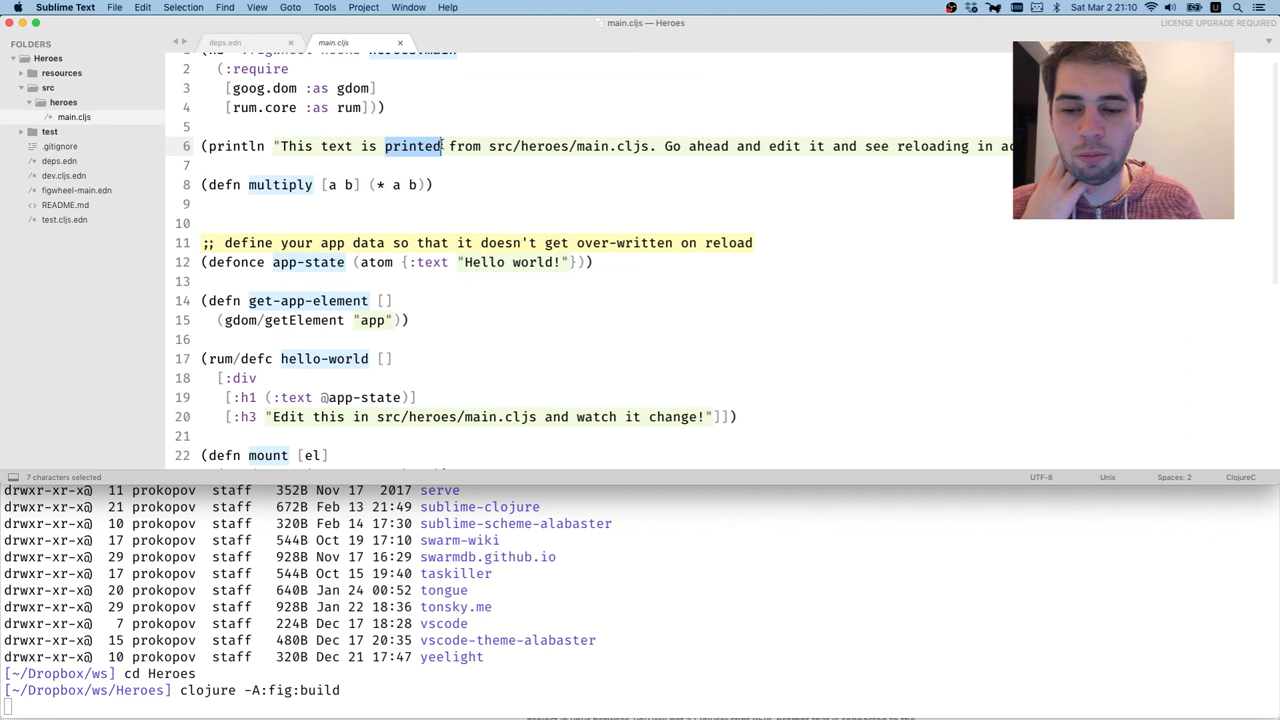 Sublime Text File Edit Selection Find View Goto Tools Project Window Help
Sat Mar 2 21:10
main.cljs — Heroes
LICENSE UPGRADE REQUIRED
FOLDERS
Heroes
resources
src
heroes
main.cljs
test
.gitignore
deps.edn
dev.cljs.edn
figwheel-main.edn
README.md
test.cljs.edn
deps.edn
main.cljs
2 (:require
3 [goog.dom :as gdom]
4 [rum.core :as rum]))
5
6 (println "This text is printed from src/heroes/main.cljs. Go ahead and edit it and see reloading in ac
7
8 (defn multiply [a b] (* a b))
9
10
11 ;; define your app data so that it doesn't get over-written on reload
12 (defonce app-state (atom {:text "Hello world!"}))
13
14 (defn get-app-element []
15 (gdom/getElement "app"))
16
17 (rum/defc hello-world []
18 [:div
19 [:h1 (:text @app-state)]
20 [:h3 "Edit this in src/heroes/main.cljs and watch it change!"]])
21
22 (defn mount [el]
7 characters selected
UTF-8 Unix Spaces: 2 ClojureC
drwxr-xr-x@ 11 prokopov staff 352B Nov 17 2017 serve
drwxr-xr-x@ 21 prokopov staff 672B Feb 13 21:49 sublime-clojure
drwxr-xr-x@ 10 prokopov staff 320B Feb 14 17:30 sublime-scheme-alabaster
drwxr-xr-x@ 17 prokopov staff 544B Oct 19 17:10 swarm-wiki
drwxr-xr-x@ 29 prokopov staff 928B Nov 17 16:29 swarmdb.github.io
drwxr-xr-x@ 17 prokopov staff 544B Oct 15 19:40 taskiller
drwxr-xr-x@ 20 prokopov staff 640B Jan 24 00:52 tongue
drwxr-xr-x@ 29 prokopov staff 928B Jan 22 18:36 tonsky.me
drwxr-xr-x@ 7 prokopov staff 224B Dec 17 18:28 vscode
drwxr-xr-x@ 15 prokopov staff 480B Dec 17 20:35 vscode-theme-alabaster
drwxr-xr-x@ 10 prokopov staff 320B Dec 21 17:47 yeelight
[~/Dropbox/ws] cd Heroes
[~/Dropbox/ws/Heroes] clojure -A:fig:build